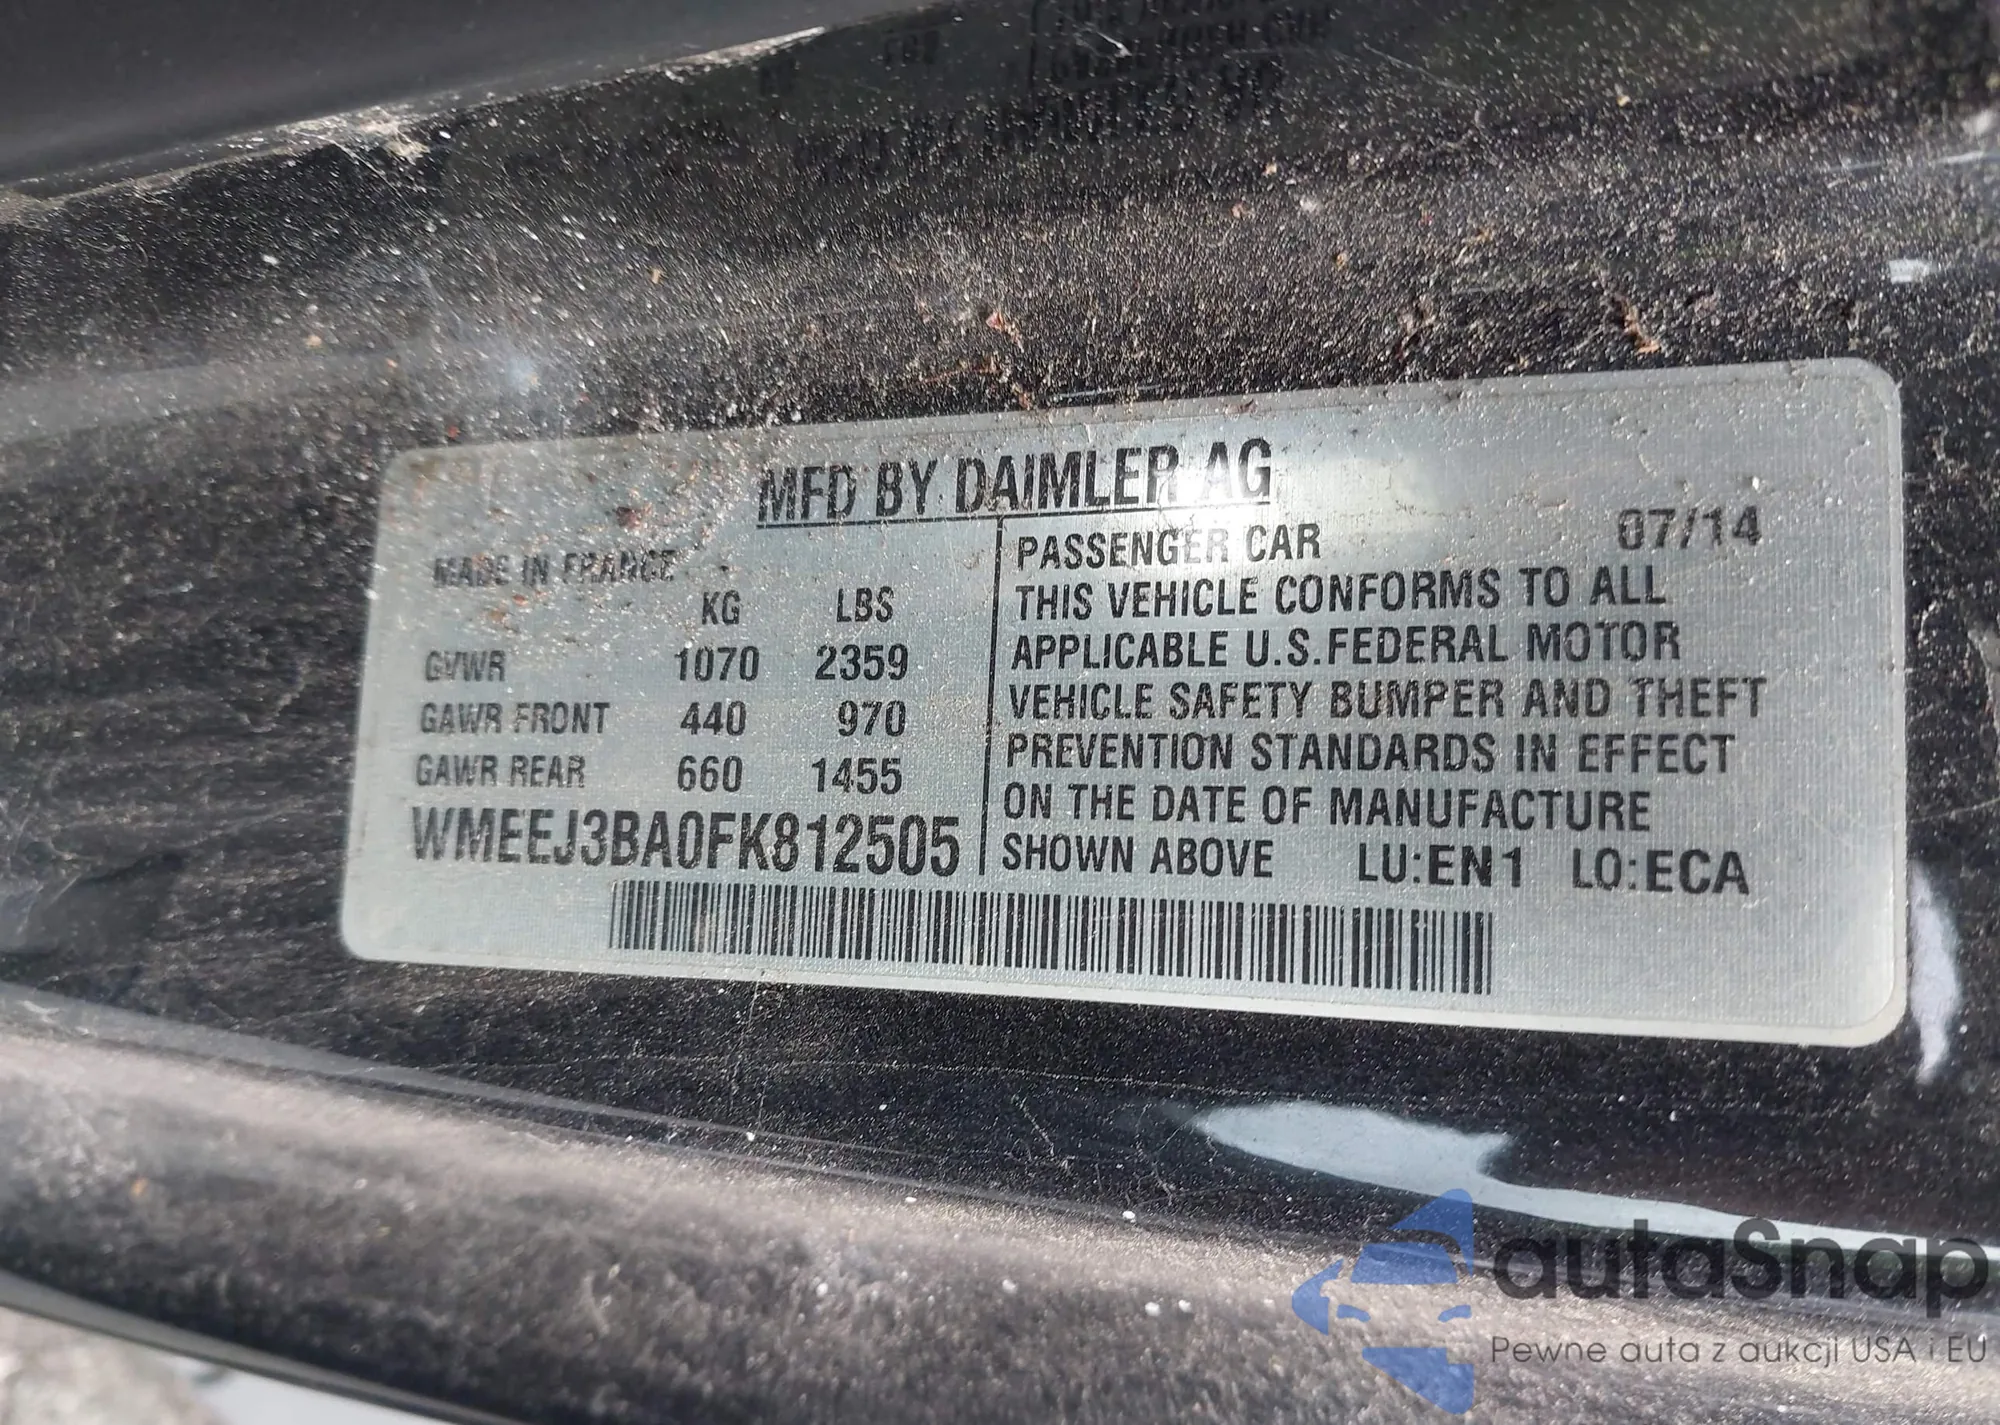 MFD BY DAIMLER AG
MADE IN FRANCE
KG LBS
GVWR 1070 2359
GAWR FRONT 440 970
GAWR REAR 660 1455
WMEEJ3BA0FK812505
PASSENGER CAR 07/14
THIS VEHICLE CONFORMS TO ALL
APPLICABLE U.S.FEDERAL MOTOR
VEHICLE SAFETY BUMPER AND THEFT
PREVENTION STANDARDS IN EFFECT
ON THE DATE OF MANUFACTURE
SHOWN ABOVE LU:EN1 LO:ECA
autaSnap
Pewne auta z aukcji USA i EU